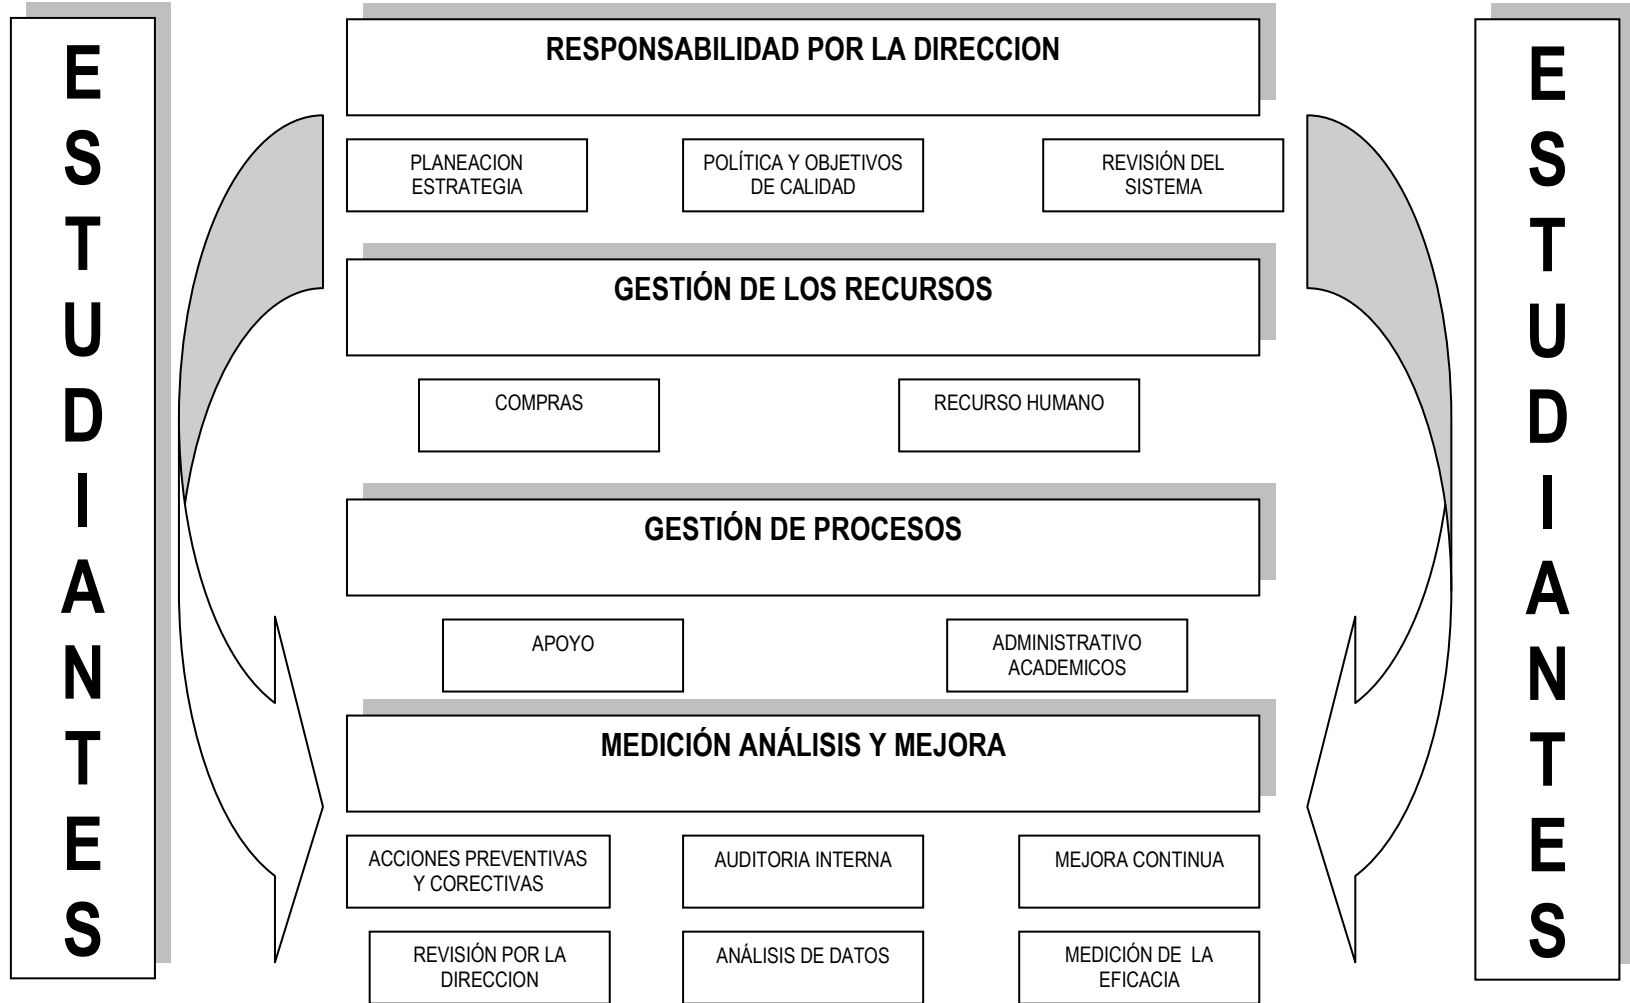 ESTUDIANTES
RESPONSABILIDAD POR LA DIRECCION
PLANEACION
ESTRATEGIA
POLÍTICA Y OBJETIVOS
DE CALIDAD
REVISIÓN DEL
SISTEMA
GESTIÓN DE LOS RECURSOS
COMPRAS
RECURSO HUMANO
GESTIÓN DE PROCESOS
APOYO
ADMINISTRATIVO
ACADEMICOS
MEDICIÓN ANÁLISIS Y MEJORA
ACCIONES PREVENTIVAS
Y CORECTIVAS
AUDITORIA INTERNA
MEJORA CONTINUA
REVISIÓN POR LA
DIRECCION
ANÁLISIS DE DATOS
MEDICIÓN DE LA
EFICACIA
ESTUDIANTES